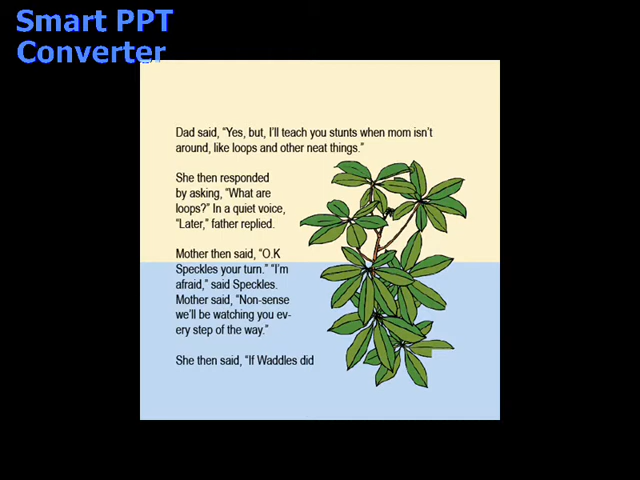 Smart PPT
Converter
Dad said, “Yes, but, I’ll teach you stunts when mom isn’t
around, like loops and other neat things.”
She then responded
by asking, “What are
loops?” In a quiet voice,
“Later,” father replied.
Mother then said, “O.K
Speckles your turn.” “I’m
afraid,” said Speckles.
Mother said, “Non-sense
we’ll be watching you ev-
ery step of the way.”
She then said, “If Waddles did